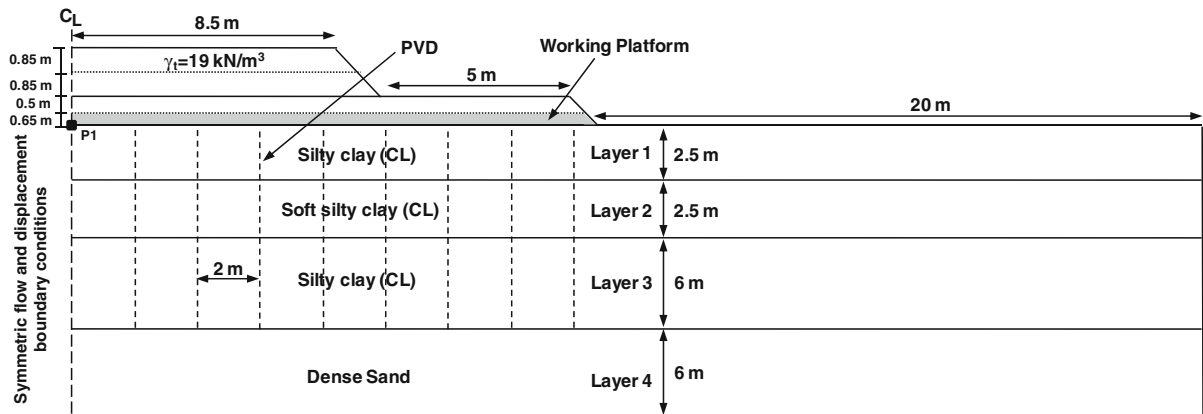 CL
8.5 m
PVD
Working Platform
0.85 m
γt=19 kN/m³
0.85 m
5 m
0.5 m
20 m
0.65 m
P1
Silty clay (CL)
Layer 1
2.5 m
Soft silty clay (CL)
Layer 2
2.5 m
2 m
Silty clay (CL)
Layer 3
6 m
Dense Sand
Layer 4
6 m
Symmetric flow and displacement
boundary conditions